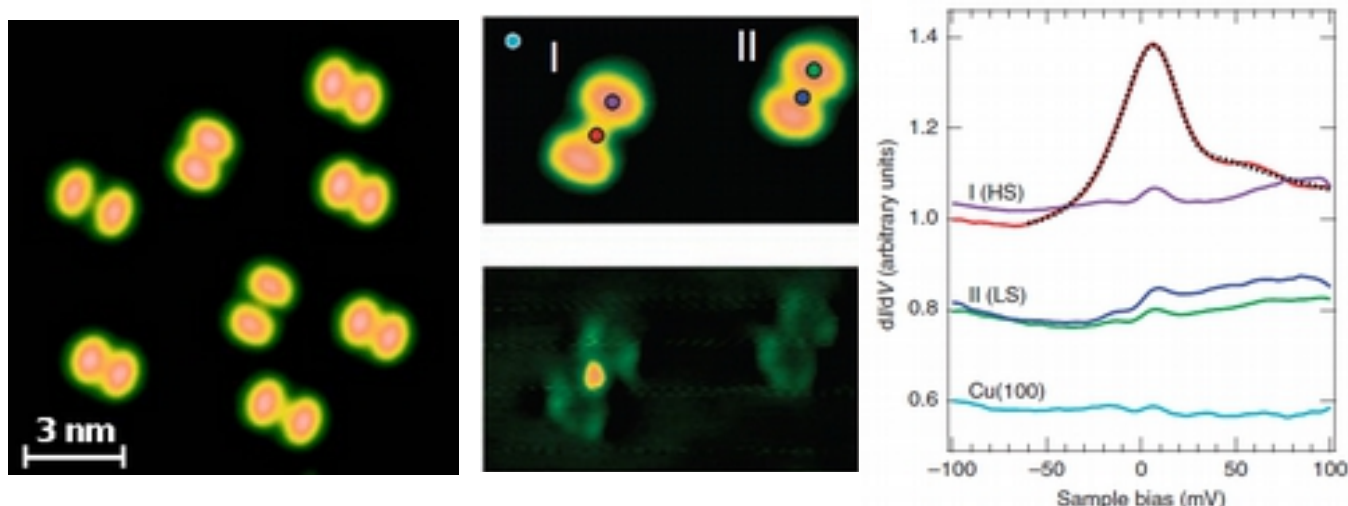 3 nm
I
II
dI/dV (arbitrary units)
1.4
1.2
1.0
0.8
0.6
I (HS)
II (LS)
Cu(100)
−100
−50
0
50
100
Sample bias (mV)